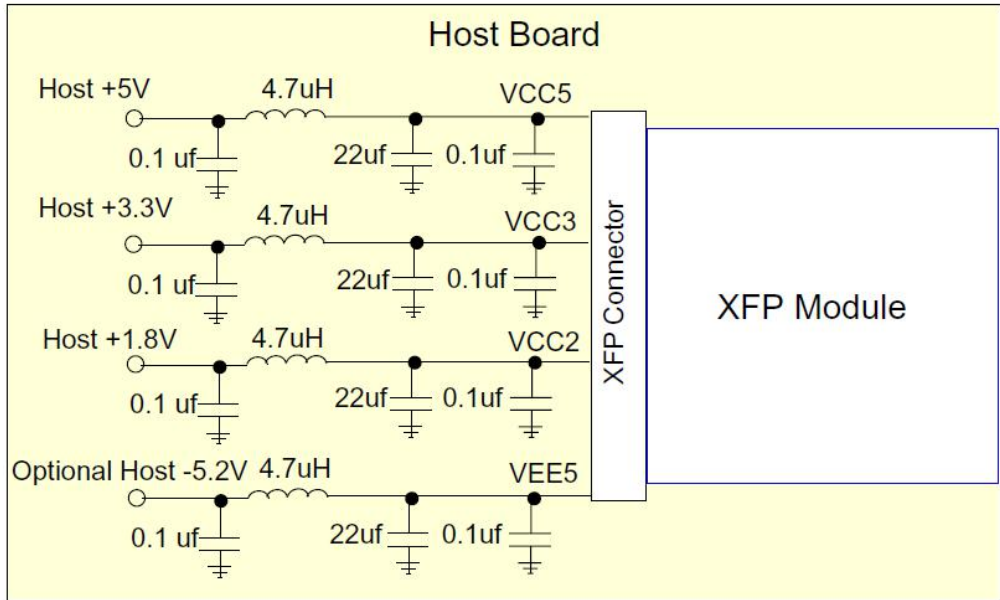 Host Board
Host +5V
4.7uH
VCC5
0.1 uf
22uf
0.1uf
Host +3.3V
4.7uH
VCC3
0.1 uf
22uf
0.1uf
Host +1.8V
4.7uH
VCC2
0.1 uf
22uf
0.1uf
Optional Host -5.2V
4.7uH
VEE5
0.1 uf
22uf
0.1uf
XFP Connector
XFP Module